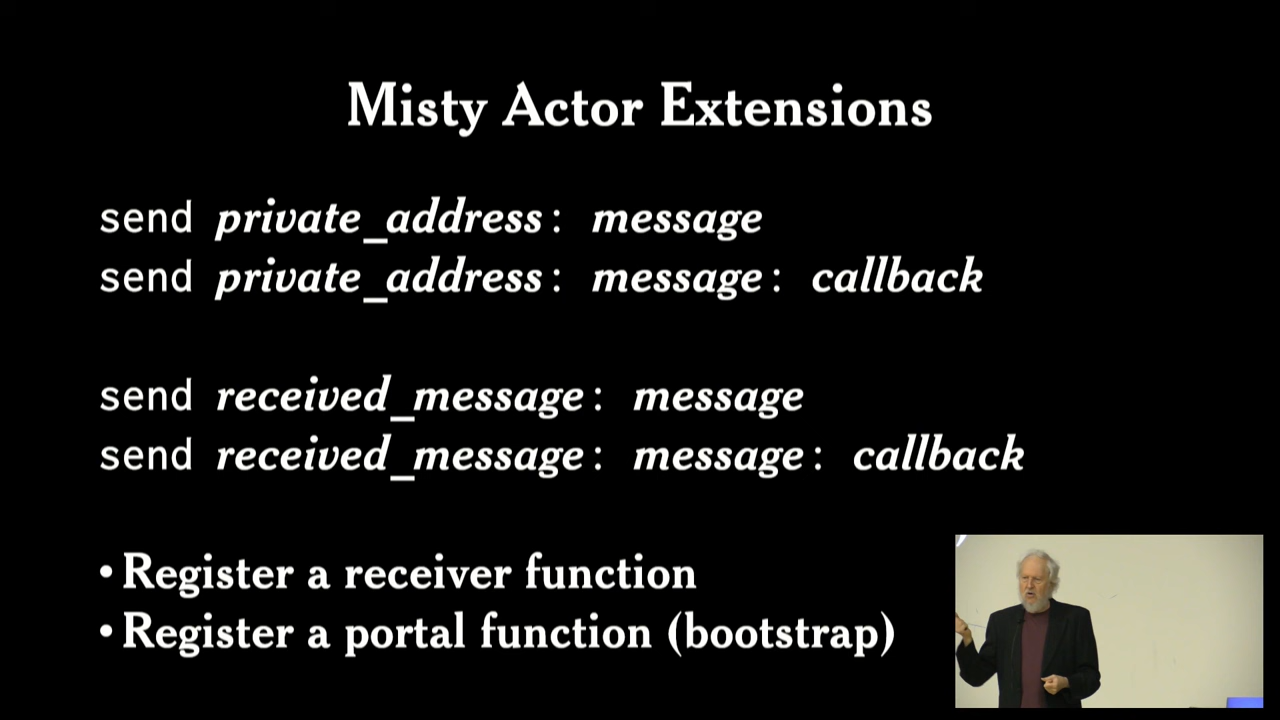 Misty Actor Extensions
send private_address: message
send private_address: message: callback
send received_message: message
send received_message: message: callback
• Register a receiver function
• Register a portal function (bootstrap)